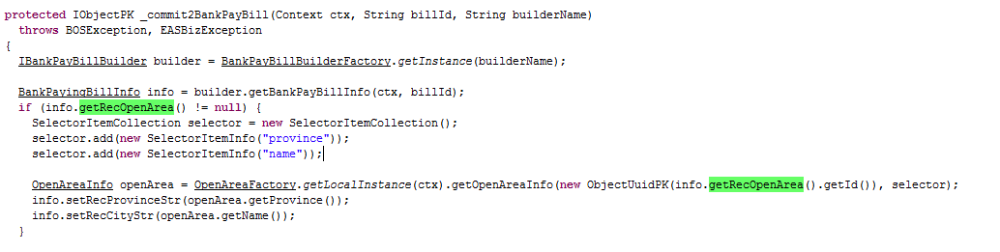 protected IObjectPK _commit2BankPayBill(Context ctx, String billId, String builderName)
throws BOSException, EASBizException
{
IBankPayBillBuilder builder = BankPayBillBuilderFactory.getInstance(builderName);
BankPayingBillInfo info = builder.getBankPayBillInfo(ctx, billId);
if (info.getRecOpenArea() != null) {
SelectorItemCollection selector = new SelectorItemCollection();
selector.add(new SelectorItemInfo("province"));
selector.add(new SelectorItemInfo("name"));
OpenAreaInfo openArea = OpenAreaFactory.getLocalInstance(ctx).getOpenAreaInfo(new ObjectUuidPK(info.getRecOpenArea().getId()), selector);
info.setRecProvinceStr(openArea.getProvince());
info.setRecCityStr(openArea.getName());
}